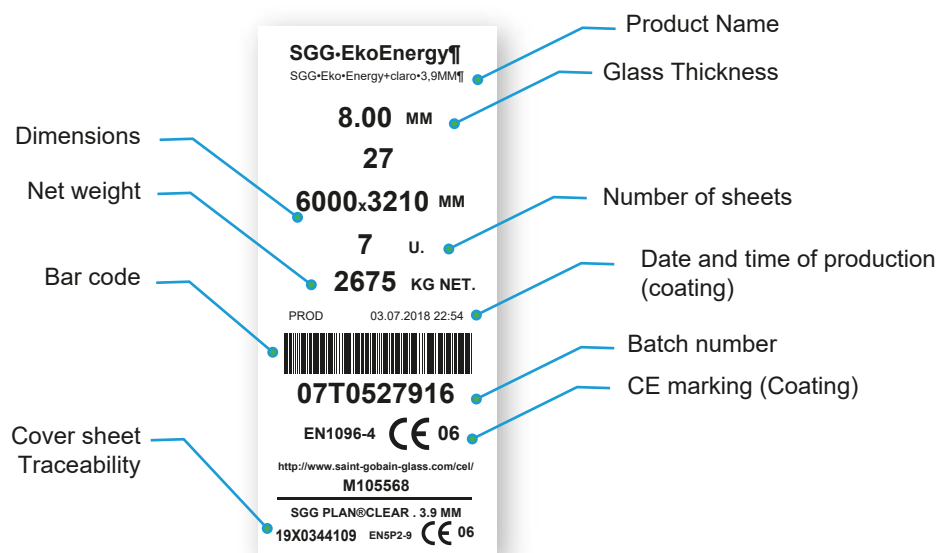 Product Name
SGG•EkoEnergy¶
SGG•Eko•Energy+claro•3,9MM¶
Glass Thickness
8.00 MM
Dimensions
27
Net weight
6000x3210 MM
Number of sheets
7 U.
Bar code
2675 KG NET.
Date and time of production
(coating)
PROD 03.07.2018 22:54
Batch number
07T0527916
CE marking (Coating)
EN1096-4 CE 06
Cover sheet
Traceability
http://www.saint-gobain-glass.com/cel/
M105568
SGG PLAN®CLEAR . 3.9 MM
19X0344109 EN5P2-9 CE 06